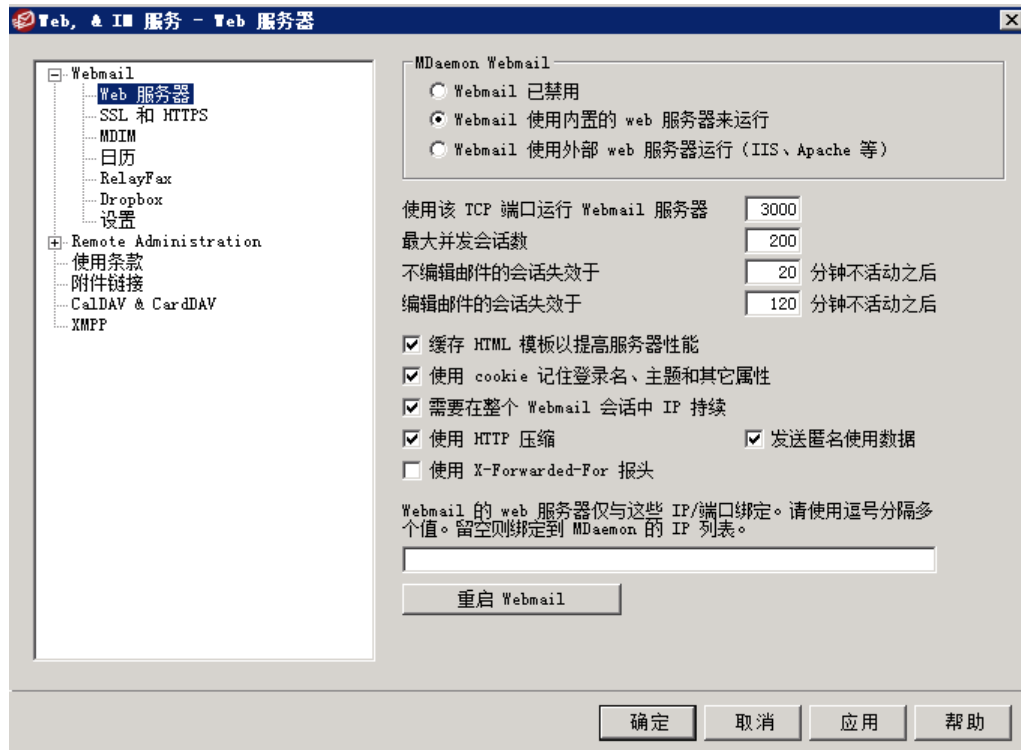 Web, & IM 服务 - Web 服务器
Webmail
Web 服务器
SSL 和 HTTPS
MDIM
日历
RelayFax
Dropbox
设置
Remote Administration
使用条款
附件链接
CalDAV & CardDAV
XMPP
MDaemon Webmail
Webmail 已禁用
Webmail 使用内置的 web 服务器来运行
Webmail 使用外部 web 服务器运行（IIS、Apache 等）
使用该 TCP 端口运行 Webmail 服务器 3000
最大并发会话数 200
不编辑邮件的会话失效于 20 分钟不活动之后
编辑邮件的会话失效于 120 分钟不活动之后
缓存 HTML 模板以提高服务器性能
使用 cookie 记住登录名、主题和其它属性
需要在整个 Webmail 会话中 IP 持续
使用 HTTP 压缩 发送匿名使用数据
使用 X-Forwarded-For 报头
Webmail 的 web 服务器仅与这些 IP/端口绑定。请使用逗号分隔多
个值。留空则绑定到 MDaemon 的 IP 列表。
重启 Webmail
确定 取消 应用 帮助